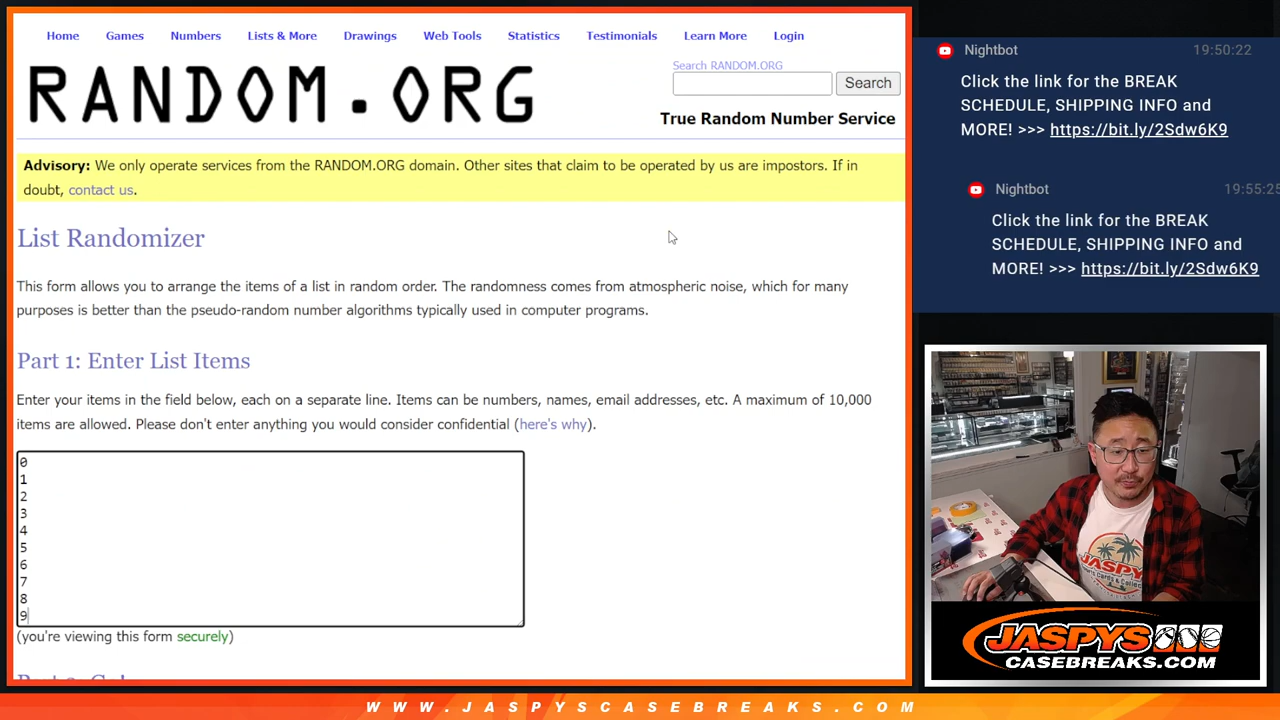 Home Games Numbers Lists & More Drawings Web Tools Statistics Testimonials Learn More Login
RANDOM.ORG
Search RANDOM.ORG
Search
True Random Number Service
Advisory: We only operate services from the RANDOM.ORG domain. Other sites that claim to be operated by us are impostors. If in
doubt, contact us.
List Randomizer
This form allows you to arrange the items of a list in random order. The randomness comes from atmospheric noise, which for many
purposes is better than the pseudo-random number algorithms typically used in computer programs.
Part 1: Enter List Items
Enter your items in the field below, each on a separate line. Items can be numbers, names, email addresses, etc. A maximum of 10,000
items are allowed. Please don't enter anything you would consider confidential (here's why).
0
1
2
3
4
5
6
7
8
9
(you're viewing this form securely)
Nightbot 19:50:22
Click the link for the BREAK
SCHEDULE, SHIPPING INFO and
MORE! >>> https://bit.ly/2Sdw6K9
Nightbot 19:55:25
Click the link for the BREAK
SCHEDULE, SHIPPING INFO and
MORE! >>> https://bit.ly/2Sdw6K9
JASPYS
CASEBREAKS.COM
WWW.JASPYSCASEBREAKS.COM